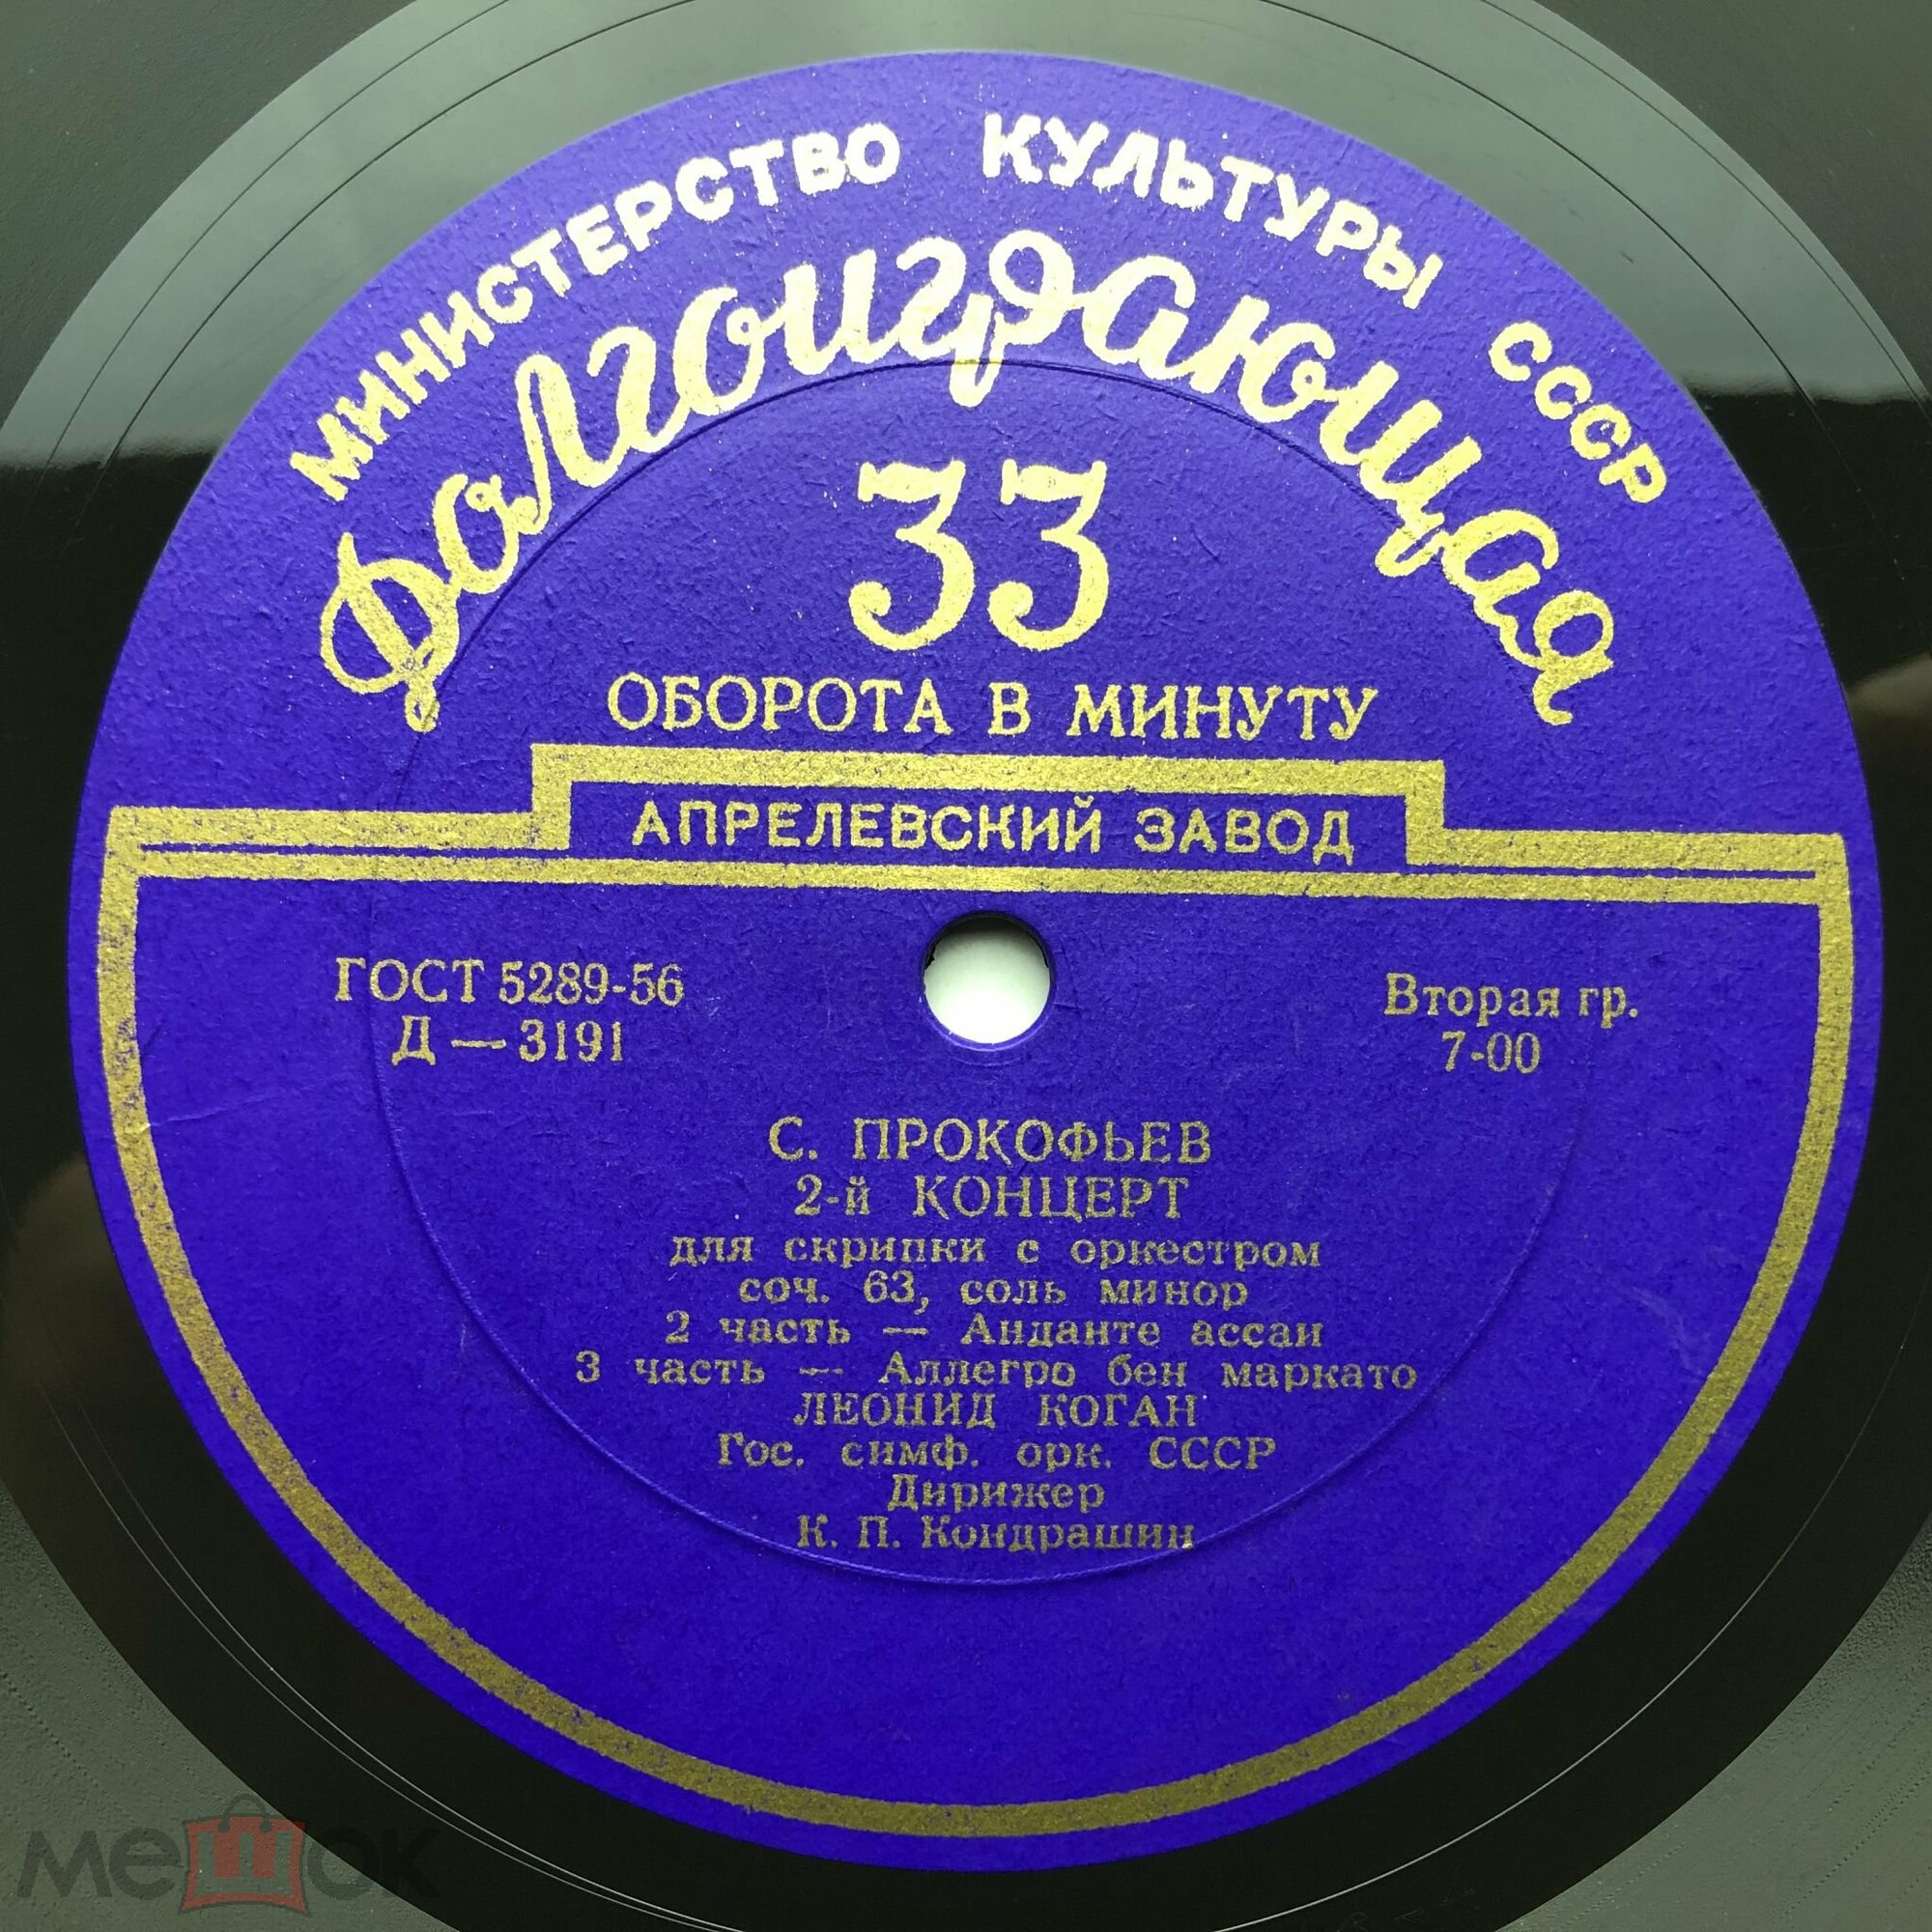 МИНИСТЕРСТВО КУЛЬТУРЫ СССР
Долгоиграющая
33
ОБОРОТА В МИНУТУ
АПРЕЛЕВСКИЙ ЗАВОД
ГОСТ 5289-56
Д — 3191
Вторая гр.
7-00
С. ПРОКОФЬЕВ
2-й КОНЦЕРТ
для скрипки с оркестром
соч. 63, соль минор
2 часть — Анданте ассаи
3 часть — Аллегро бен маркато
ЛЕОНИД КОГАН
Гос. симф. орк. СССР
Дирижер
К. П. Кондрашин
мешок